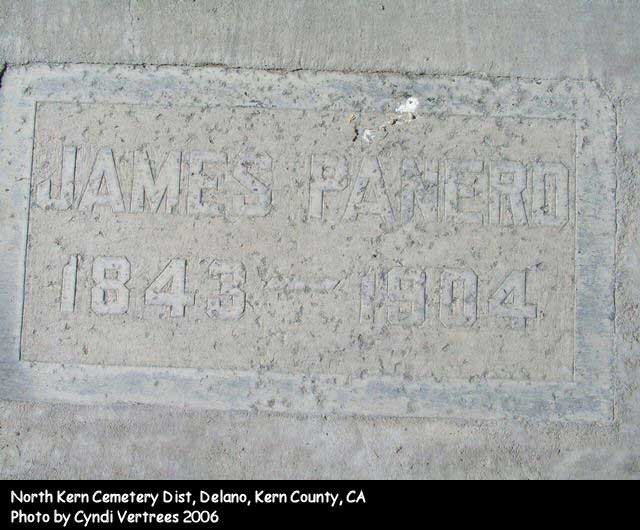 JAMES PANERO
1843 — 1904
North Kern Cemetery Dist, Delano, Kern County, CA
Photo by Cyndi Vertrees 2006